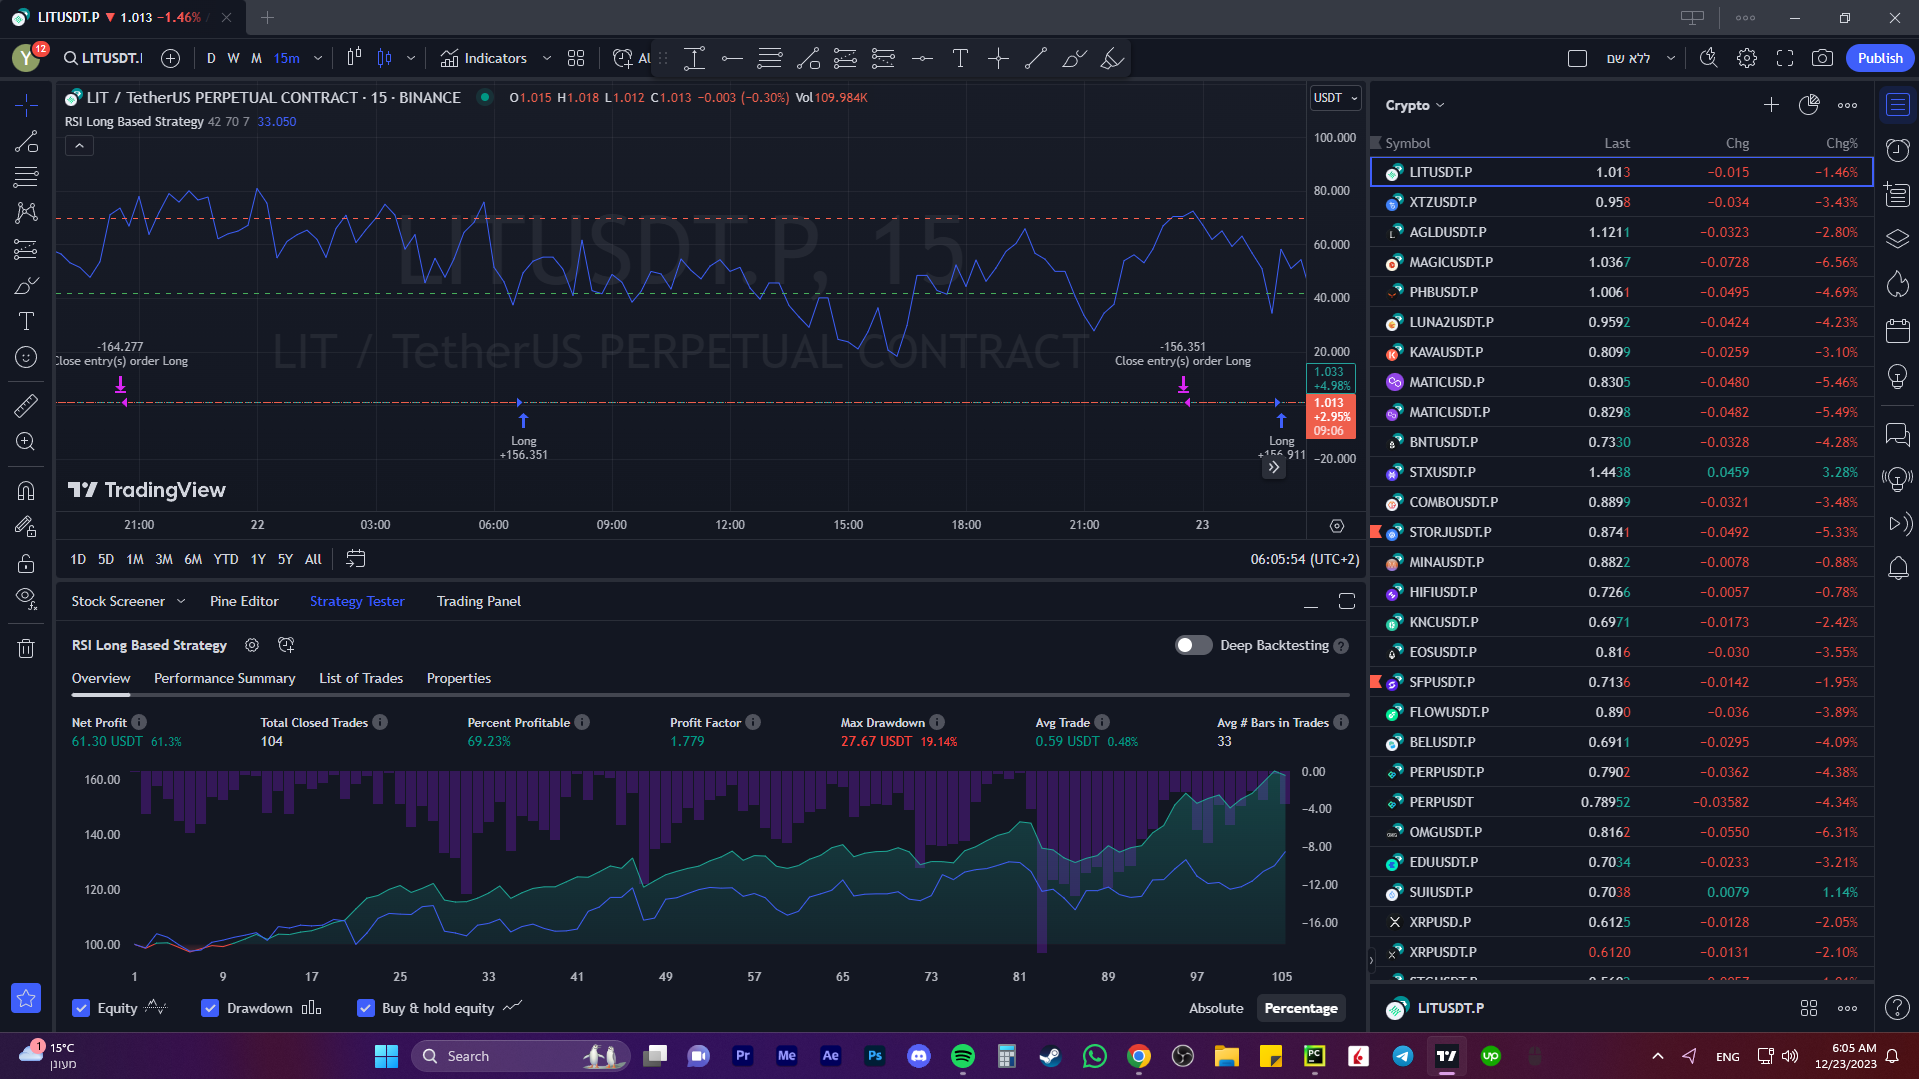 LITUSDT.P ▼ 1.013 −1.46% /
Y 12 LITUSDT.I D W M 15m Indicators Al ללא שם Publish
LIT / TetherUS PERPETUAL CONTRACT · 15 · BINANCE O1.015 H1.018 L1.012 C1.013 −0.003 (−0.30%) Vol109.984K
RSI Long Based Strategy 42 70 7 33.050
USDT
100.000
80.000
60.000
40.000
20.000
−20.000
1.033
+4.98%
1.013
+2.95%
09:06
LITUSDT.P, 15
LIT / TetherUS PERPETUAL CONTRACT
-164.277
Close entry(s) order Long
Long
+156.351
-156.351
Close entry(s) order Long
Long
+156.911
TradingView
21:00 22 03:00 06:00 09:00 12:00 15:00 18:00 21:00 23
1D 5D 1M 3M 6M YTD 1Y 5Y All 06:05:54 (UTC+2)
Stock Screener Pine Editor Strategy Tester Trading Panel
RSI Long Based Strategy Deep Backtesting
Overview Performance Summary List of Trades Properties
Net Profit Total Closed Trades Percent Profitable Profit Factor Max Drawdown Avg Trade Avg # Bars in Trades
61.30 USDT 61.3% 104 69.23% 1.779 27.67 USDT 19.14% 0.59 USDT 0.48% 33
160.00
140.00
120.00
100.00
0.00
−4.00
−8.00
−12.00
−16.00
1 9 17 25 33 41 49 57 65 73 81 89 97 105
Equity Drawdown Buy & hold equity Absolute Percentage
Crypto
Symbol Last Chg Chg%
LITUSDT.P 1.013 −0.015 −1.46%
XTZUSDT.P 0.958 −0.034 −3.43%
AGLDUSDT.P 1.1211 −0.0323 −2.80%
MAGICUSDT.P 1.0367 −0.0728 −6.56%
PHBUSDT.P 1.0061 −0.0495 −4.69%
LUNA2USDT.P 0.9592 −0.0424 −4.23%
KAVAUSDT.P 0.8099 −0.0259 −3.10%
MATICUSD.P 0.8305 −0.0480 −5.46%
MATICUSDT.P 0.8298 −0.0482 −5.49%
BNTUSDT.P 0.7330 −0.0328 −4.28%
STXUSDT.P 1.4438 0.0459 3.28%
COMBOUSDT.P 0.8899 −0.0321 −3.48%
STORJUSDT.P 0.8741 −0.0492 −5.33%
MINAUSDT.P 0.8822 −0.0078 −0.88%
HIFIUSDT.P 0.7266 −0.0057 −0.78%
KNCUSDT.P 0.6971 −0.0173 −2.42%
EOSUSDT.P 0.816 −0.030 −3.55%
SFPUSDT.P 0.7136 −0.0142 −1.95%
FLOWUSDT.P 0.890 −0.036 −3.89%
BELUSDT.P 0.6911 −0.0295 −4.09%
PERPUSDT.P 0.7902 −0.0362 −4.38%
PERPUSDT 0.78952 −0.03582 −4.34%
OMGUSDT.P 0.8162 −0.0550 −6.31%
EDUUSDT.P 0.7034 −0.0233 −3.21%
SUIUSDT.P 0.7038 0.0079 1.14%
XRPUSD.P 0.6125 −0.0128 −2.05%
XRPUSDT.P 0.6120 −0.0131 −2.10%
LITUSDT.P
1 15°C
מעונן
Search Pr Me Ae Ps PC up ENG
6:05 AM
12/23/2023